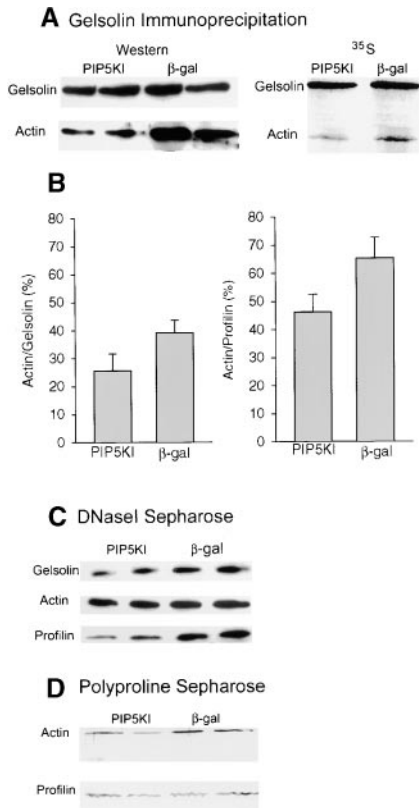 A Gelsolin Immunoprecipitation
Western
³⁵S
PIP5KI β-gal
PIP5KI β-gal
Gelsolin
Gelsolin
Actin
Actin
B
80
70
60
50
40
30
20
10
0
Actin/Gelsolin (%)
PIP5KI β-gal
80
70
60
50
40
30
20
10
0
Actin/Profilin (%)
PIP5KI β-gal
C DNaseI Sepharose
PIP5KI β-gal
Gelsolin
Actin
Profilin
D Polyproline Sepharose
PIP5KI β-gal
Actin
Profilin